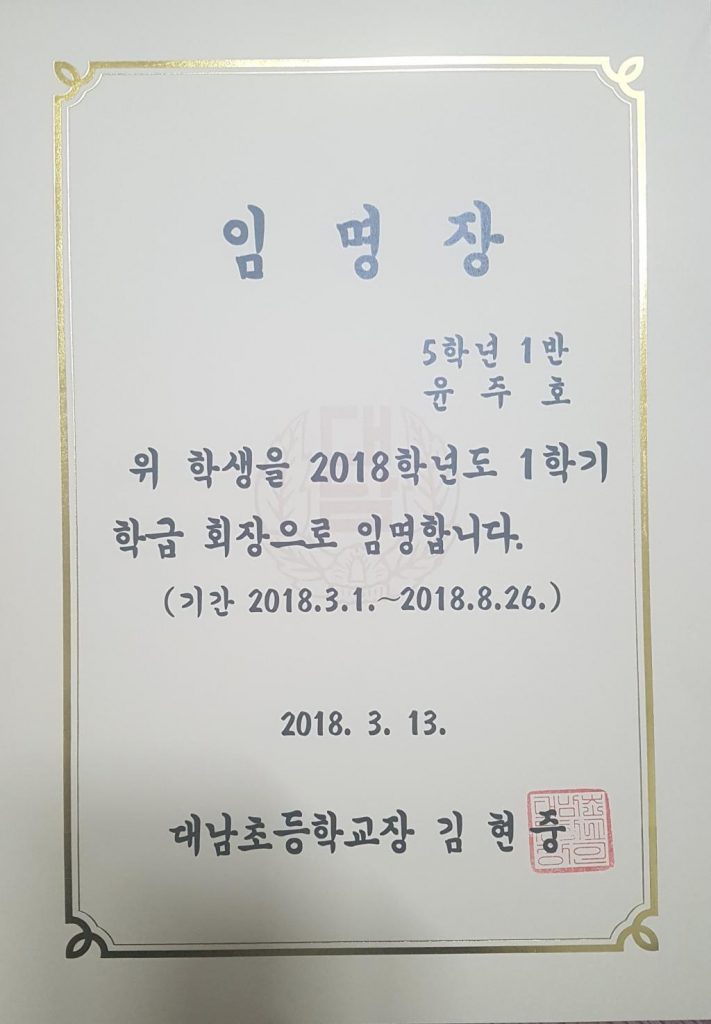 임 명 장
5학년 1반
윤 주 호
위 학생을 2018학년도 1학기
학급 회장으로 임명합니다.
(기간 2018.3.1.~2018.8.26.)
2018. 3. 13.
대남초등학교장 김 현 중